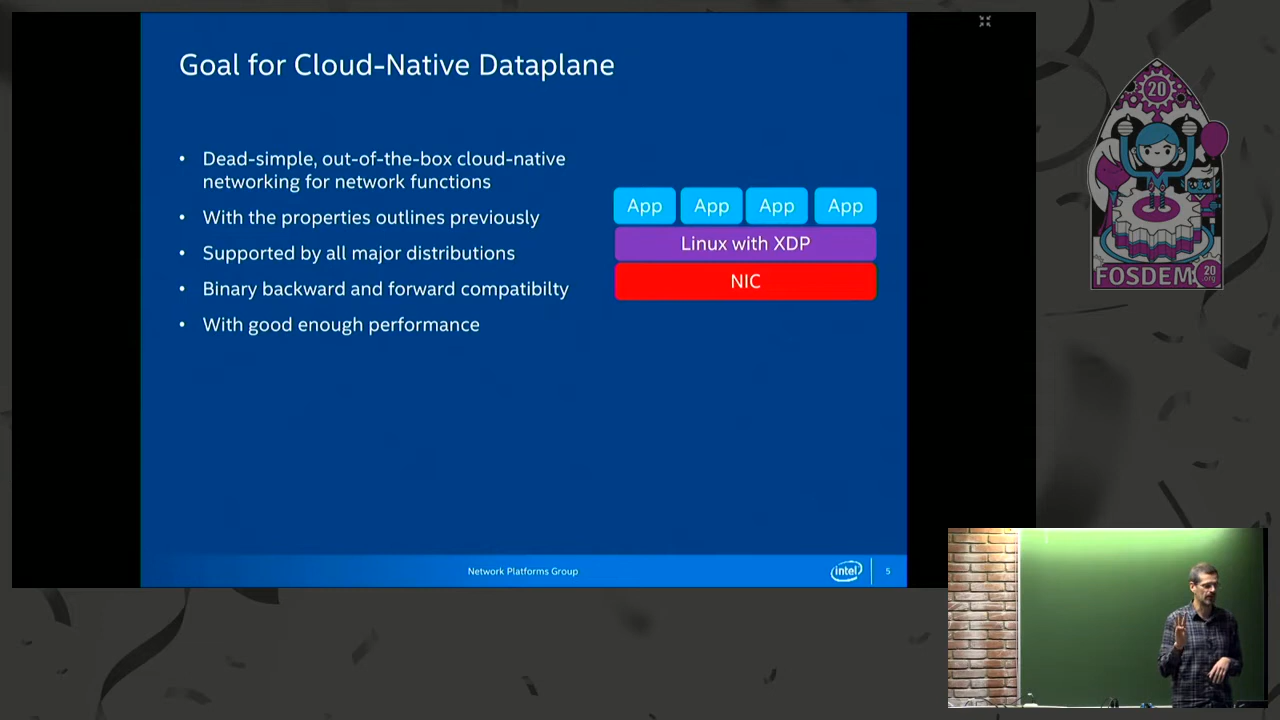 Goal for Cloud-Native Dataplane
• Dead-simple, out-of-the-box cloud-native
networking for network functions
• With the properties outlines previously
• Supported by all major distributions
• Binary backward and forward compatibilty
• With good enough performance
App App App App
Linux with XDP
NIC
Network Platforms Group
intel
5
20
FOSDEM 20
.org